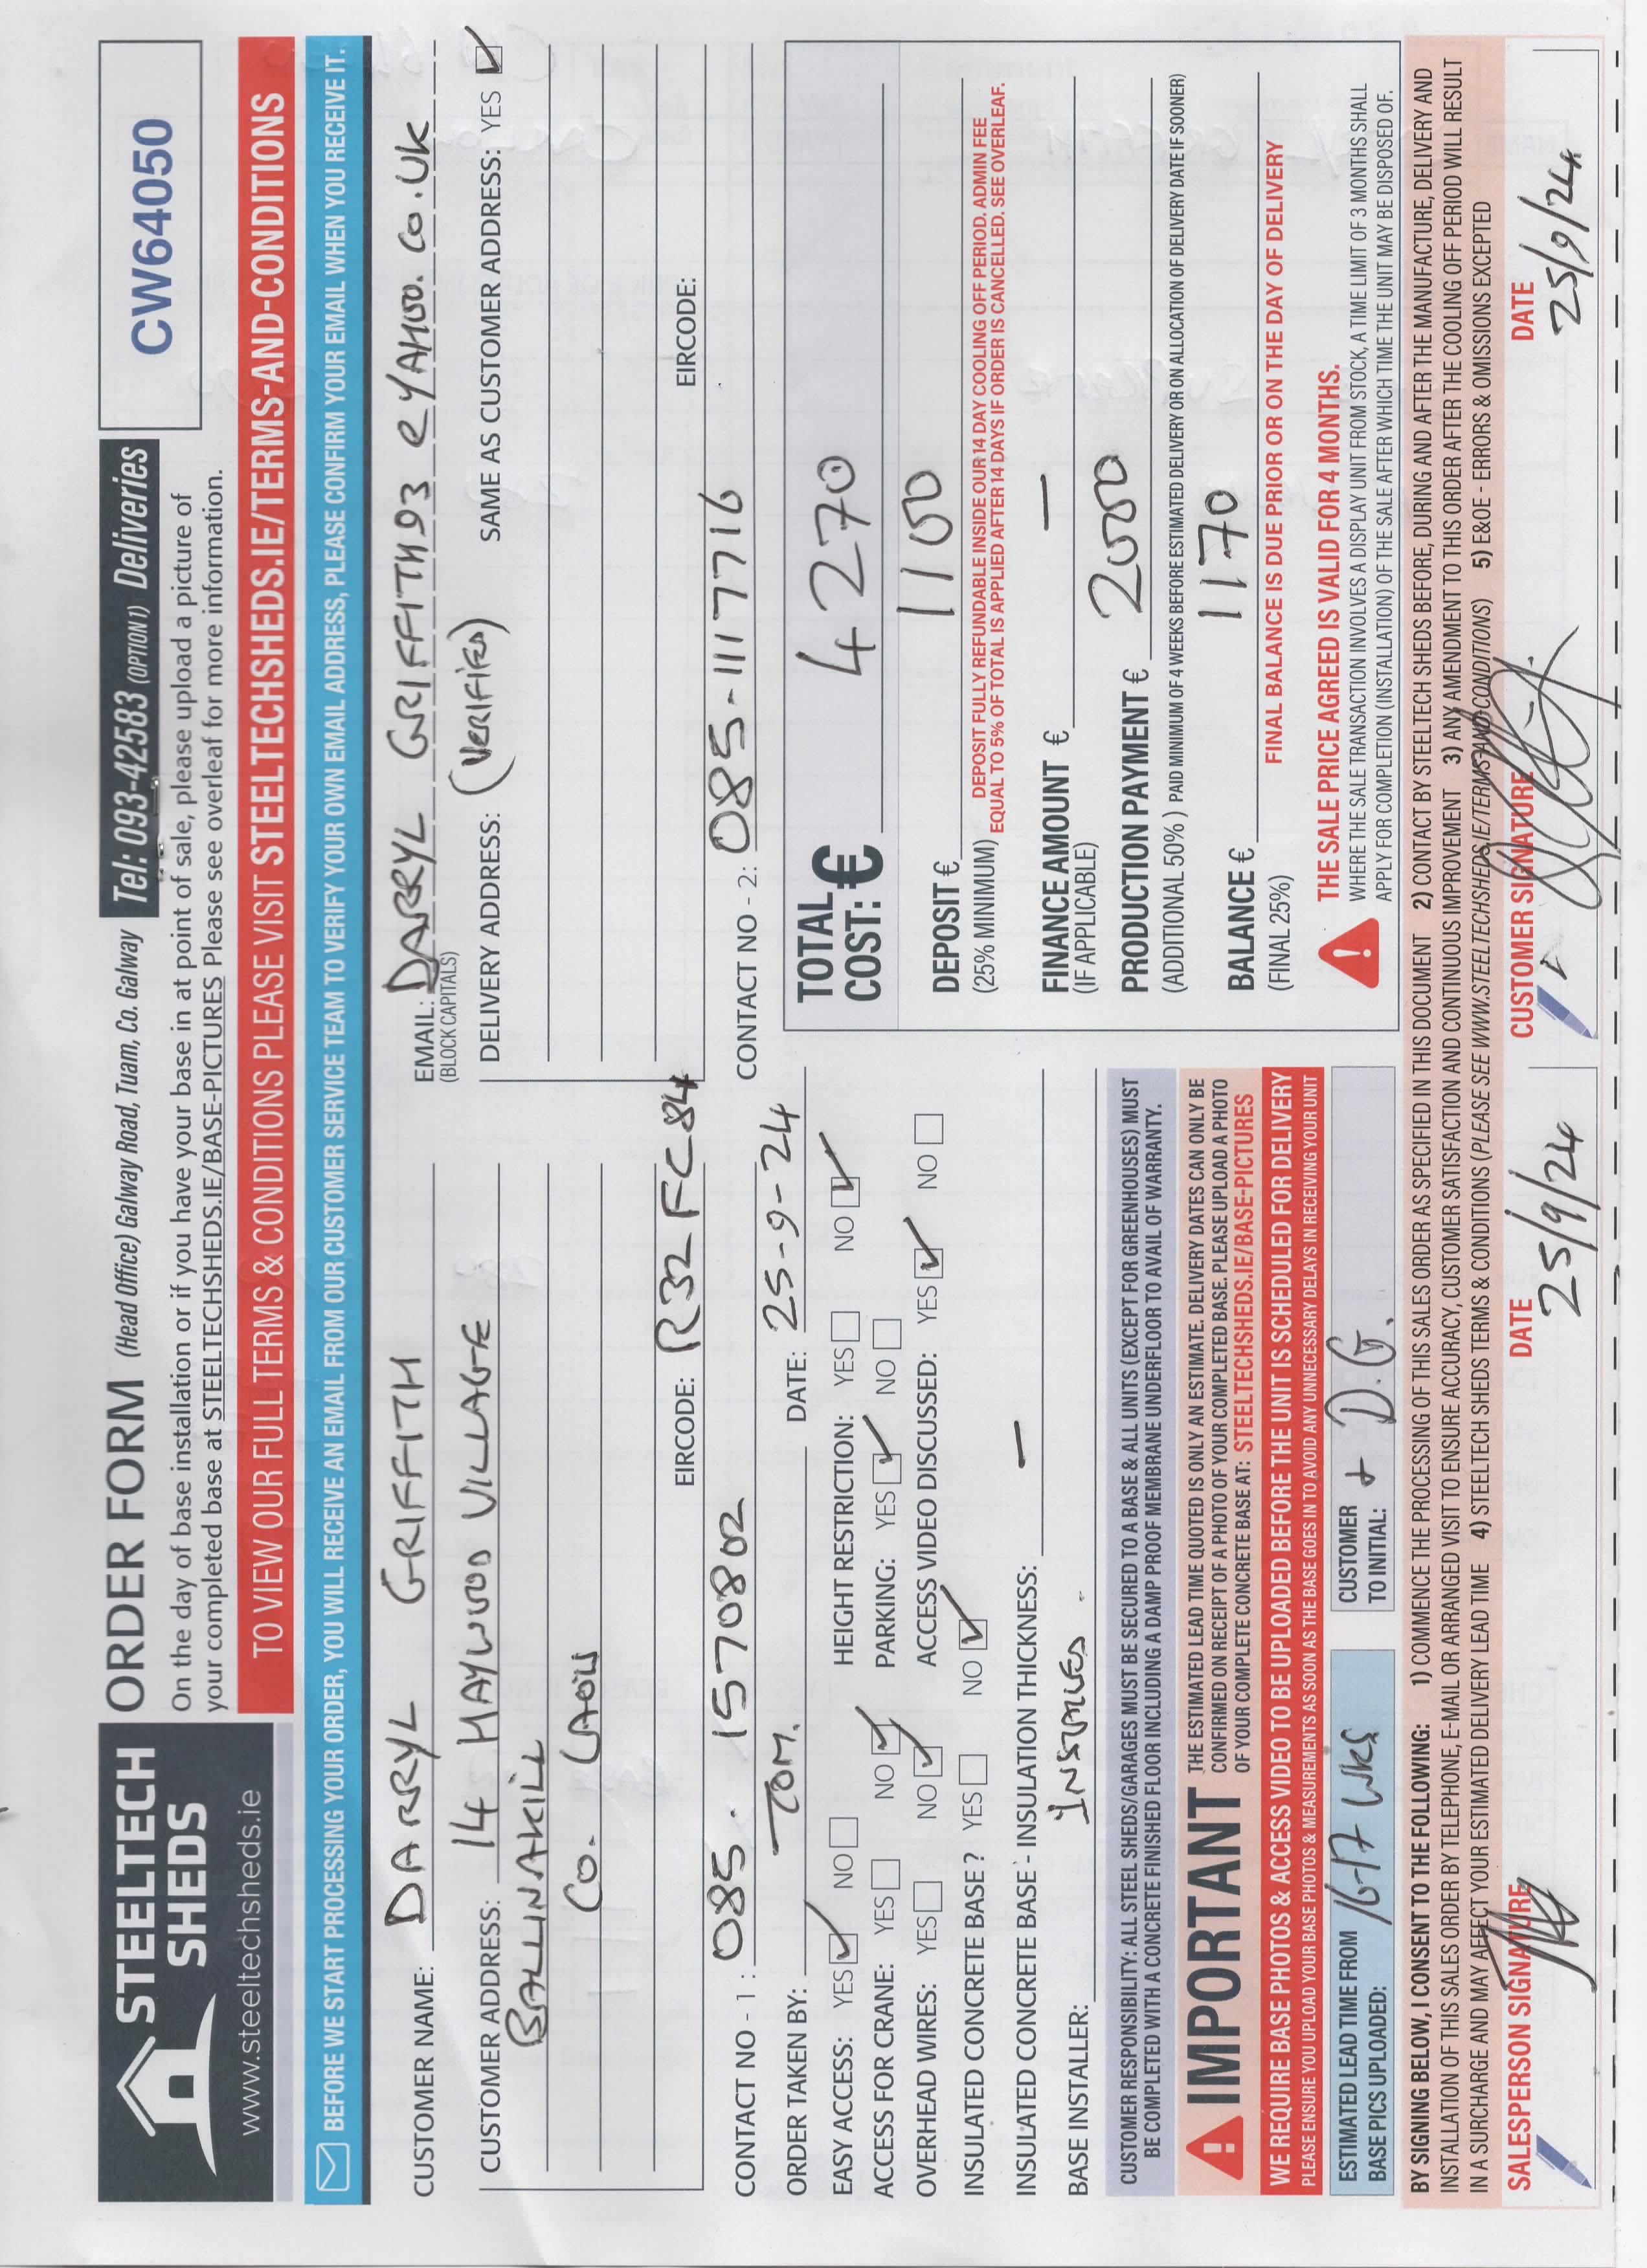 STEELTECH
SHEDS
www.steeltechsheds.ie
ORDER FORM (Head Office) Galway Road, Tuam, Co. Galway Tel: 093-42583 (OPTION 1) Deliveries
CW64050
On the day of base installation or if you have your base in at point of sale, please upload a picture of
your completed base at STEELTECHSHEDS.IE/BASE-PICTURES Please see overleaf for more information.
TO VIEW OUR FULL TERMS & CONDITIONS PLEASE VISIT STEELTECHSHEDS.IE/TERMS-AND-CONDITIONS
BEFORE WE START PROCESSING YOUR ORDER, YOU WILL RECEIVE AN EMAIL FROM OUR CUSTOMER SERVICE TEAM TO VERIFY YOUR OWN EMAIL ADDRESS, PLEASE CONFIRM YOUR EMAIL WHEN YOU RECEIVE IT.
CUSTOMER NAME: DARRYL GRIFFITH
EMAIL: DARRYL GRIFFITH93@YAHOO.CO.UK
(BLOCK CAPITALS)
(VERIFIED)
CUSTOMER ADDRESS: 14 HAYWOOD VILLAGE
BALLINAKILL
CO. LAOIS
EIRCODE: R32 FC84
DELIVERY ADDRESS: SAME AS CUSTOMER ADDRESS: YES ✓
EIRCODE:
CONTACT NO - 1: 085. 1570802
CONTACT NO - 2: 085-1117716
ORDER TAKEN BY: TOM. DATE: 25-9-24
EASY ACCESS: YES ✓ NO HEIGHT RESTRICTION: YES NO ✓
ACCESS FOR CRANE: YES NO ✓ PARKING: YES ✓ NO
OVERHEAD WIRES: YES NO ✓ ACCESS VIDEO DISCUSSED: YES ✓ NO
INSULATED CONCRETE BASE? YES NO ✓
INSULATED CONCRETE BASE - INSULATION THICKNESS: —
BASE INSTALLER: INSTALLED.
TOTAL
COST: € 4270
DEPOSIT € 1100
(25% MINIMUM) DEPOSIT FULLY REFUNDABLE INSIDE OUR 14 DAY COOLING OFF PERIOD. ADMIN FEE
EQUAL TO 5% OF TOTAL IS APPLIED AFTER 14 DAYS IF ORDER IS CANCELLED. SEE OVERLEAF.
FINANCE AMOUNT € —
(IF APPLICABLE)
PRODUCTION PAYMENT € 2000
(ADDITIONAL 50%) PAID MINIMUM OF 4 WEEKS BEFORE ESTIMATED DELIVERY OR ON ALLOCATION OF DELIVERY DATE IF SOONER)
BALANCE € 1170
(FINAL 25%) FINAL BALANCE IS DUE PRIOR OR ON THE DAY OF DELIVERY
THE SALE PRICE AGREED IS VALID FOR 4 MONTHS.
WHERE THE SALE TRANSACTION INVOLVES A DISPLAY UNIT FROM STOCK, A TIME LIMIT OF 3 MONTHS SHALL
APPLY FOR COMPLETION (INSTALLATION) OF THE SALE AFTER WHICH TIME THE UNIT MAY BE DISPOSED OF.
CUSTOMER RESPONSIBILITY: ALL STEEL SHEDS/GARAGES MUST BE SECURED TO A BASE & ALL UNITS (EXCEPT FOR GREENHOUSES) MUST
BE COMPLETED WITH A CONCRETE FINISHED FLOOR INCLUDING A DAMP PROOF MEMBRANE UNDERFLOOR TO AVAIL OF WARRANTY.
IMPORTANT THE ESTIMATED LEAD TIME QUOTED IS ONLY AN ESTIMATE. DELIVERY DATES CAN ONLY BE
CONFIRMED ON RECEIPT OF A PHOTO OF YOUR COMPLETED BASE. PLEASE UPLOAD A PHOTO
OF YOUR COMPLETE CONCRETE BASE AT: STEELTECHSHEDS.IE/BASE-PICTURES
WE REQUIRE BASE PHOTOS & ACCESS VIDEO TO BE UPLOADED BEFORE THE UNIT IS SCHEDULED FOR DELIVERY
PLEASE ENSURE YOU UPLOAD YOUR BASE PHOTOS & MEASUREMENTS AS SOON AS THE BASE GOES IN TO AVOID ANY UNNECESSARY DELAYS IN RECEIVING YOUR UNIT
ESTIMATED LEAD TIME FROM
BASE PICS UPLOADED: 16-17 wks
CUSTOMER
TO INITIAL: D.G.
BY SIGNING BELOW, I CONSENT TO THE FOLLOWING: 1) COMMENCE THE PROCESSING OF THIS SALES ORDER AS SPECIFIED IN THIS DOCUMENT 2) CONTACT BY STEELTECH SHEDS BEFORE, DURING AND AFTER THE MANUFACTURE, DELIVERY AND
INSTALLATION OF THIS SALES ORDER BY TELEPHONE, E-MAIL OR ARRANGED VISIT TO ENSURE ACCURACY, CUSTOMER SATISFACTION AND CONTINUOUS IMPROVEMENT 3) ANY AMENDMENT TO THIS ORDER AFTER THE COOLING OFF PERIOD WILL RESULT
IN A SURCHARGE AND MAY AFFECT YOUR ESTIMATED DELIVERY LEAD TIME 4) STEELTECH SHEDS TERMS & CONDITIONS (PLEASE SEE WWW.STEELTECHSHEDS.IE/TERMS-AND-CONDITIONS) 5) E&OE - ERRORS & OMISSIONS EXCEPTED
SALESPERSON SIGNATURE DATE 25/9/24
CUSTOMER SIGNATURE DATE 25/9/24